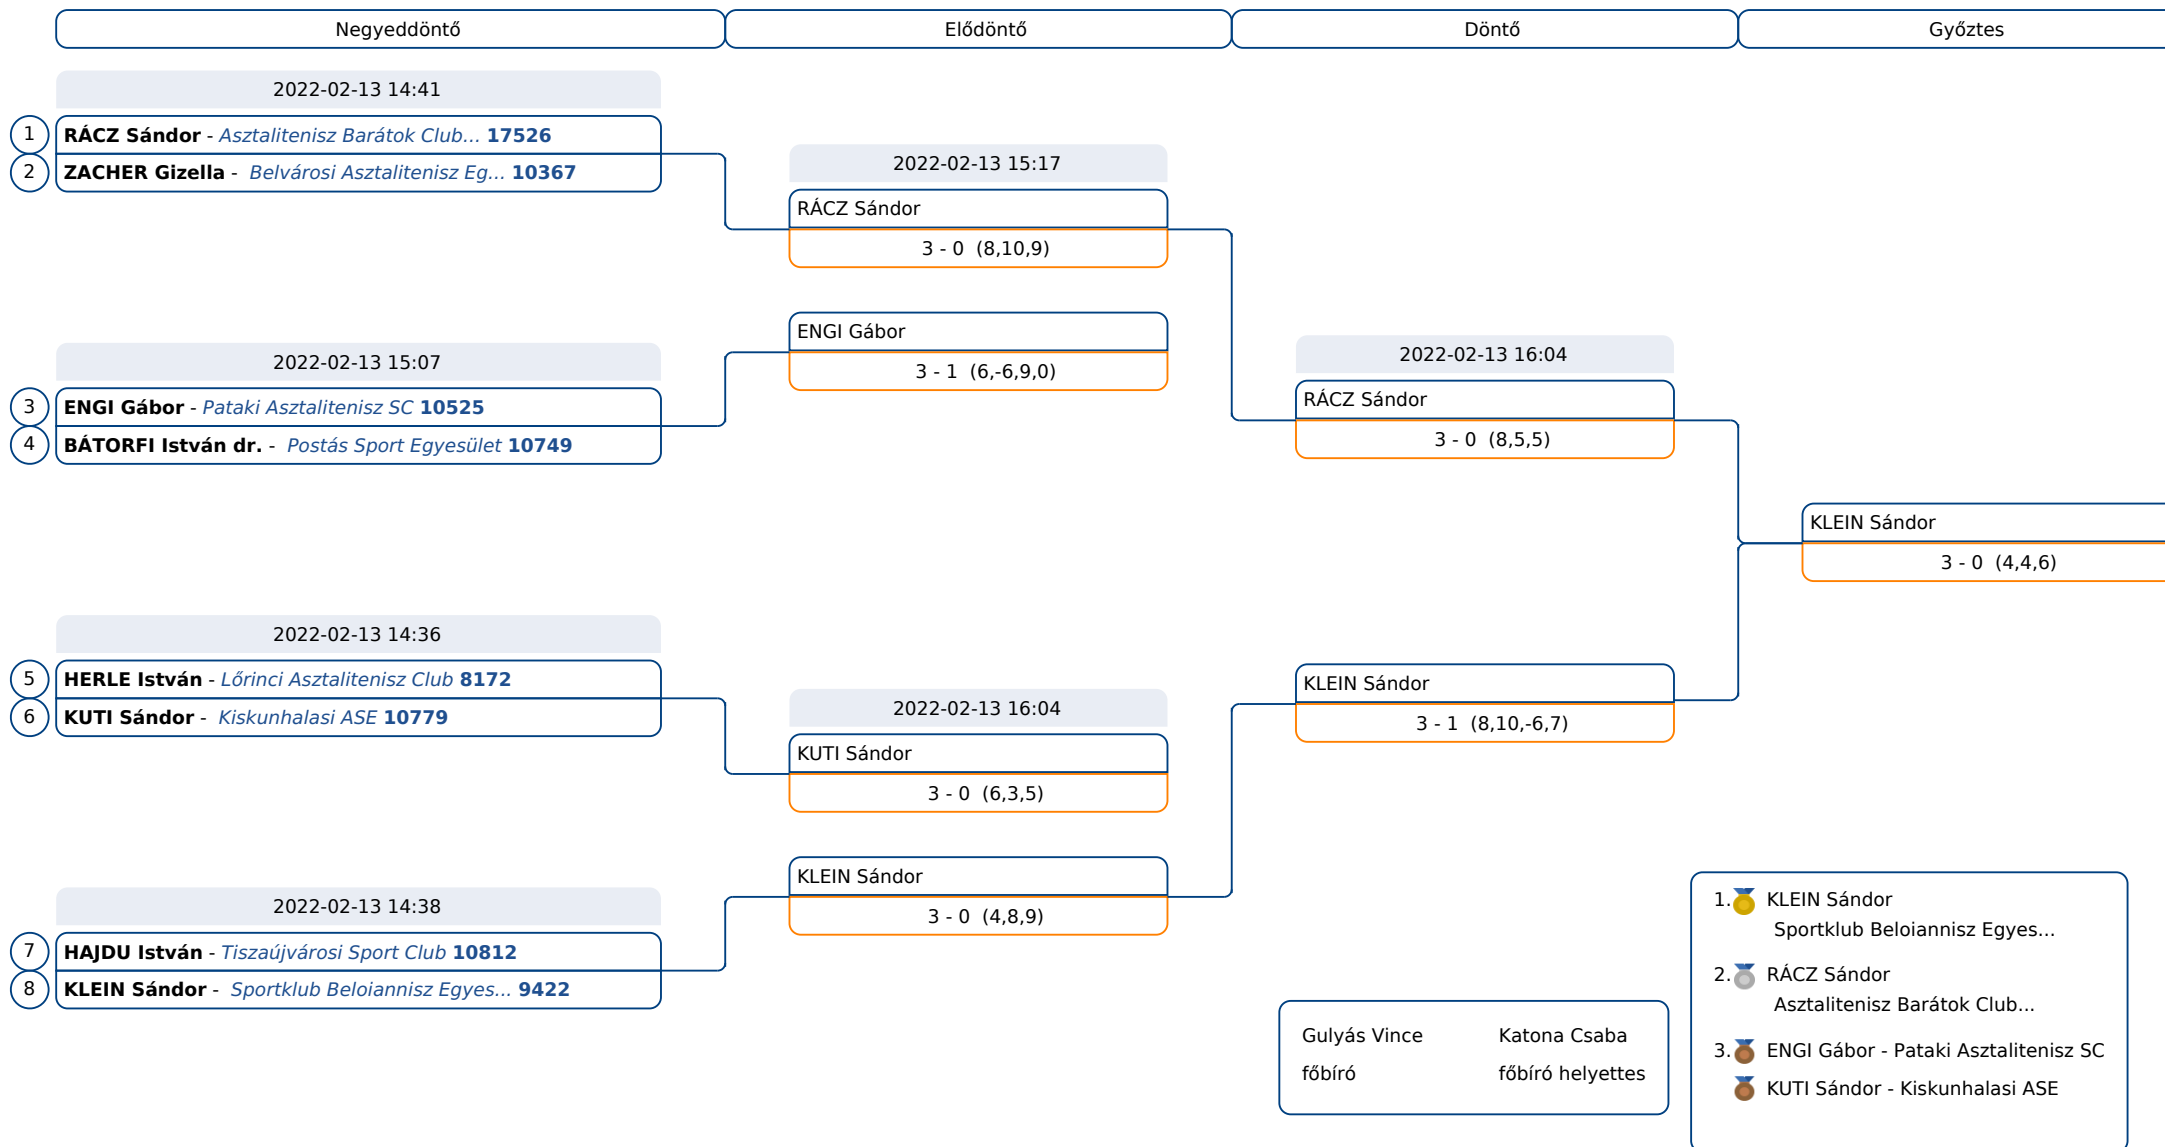 Negyeddöntő
Elődöntő
Döntő
Győztes
2022-02-13 14:41
1 RÁCZ Sándor - Asztalitenisz Barátok Club... 17526
2 ZACHER Gizella - Belvárosi Asztalitenisz Eg... 10367
2022-02-13 15:07
3 ENGI Gábor - Pataki Asztalitenisz SC 10525
4 BÁTORFI István dr. - Postás Sport Egyesület 10749
2022-02-13 14:36
5 HERLE István - Lőrinci Asztalitenisz Club 8172
6 KUTI Sándor - Kiskunhalasi ASE 10779
2022-02-13 14:38
7 HAJDU István - Tiszaújvárosi Sport Club 10812
8 KLEIN Sándor - Sportklub Beloiannisz Egyes... 9422
2022-02-13 15:17
RÁCZ Sándor
3 - 0 (8,10,9)
ENGI Gábor
3 - 1 (6,-6,9,0)
2022-02-13 16:04
KUTI Sándor
3 - 0 (6,3,5)
KLEIN Sándor
3 - 0 (4,8,9)
2022-02-13 16:04
RÁCZ Sándor
3 - 0 (8,5,5)
KLEIN Sándor
3 - 1 (8,10,-6,7)
KLEIN Sándor
3 - 0 (4,4,6)
Gulyás Vince
főbíró
Katona Csaba
főbíró helyettes
1. KLEIN Sándor
Sportklub Beloiannisz Egyes...
2. RÁCZ Sándor
Asztalitenisz Barátok Club...
3. ENGI Gábor - Pataki Asztalitenisz SC
KUTI Sándor - Kiskunhalasi ASE